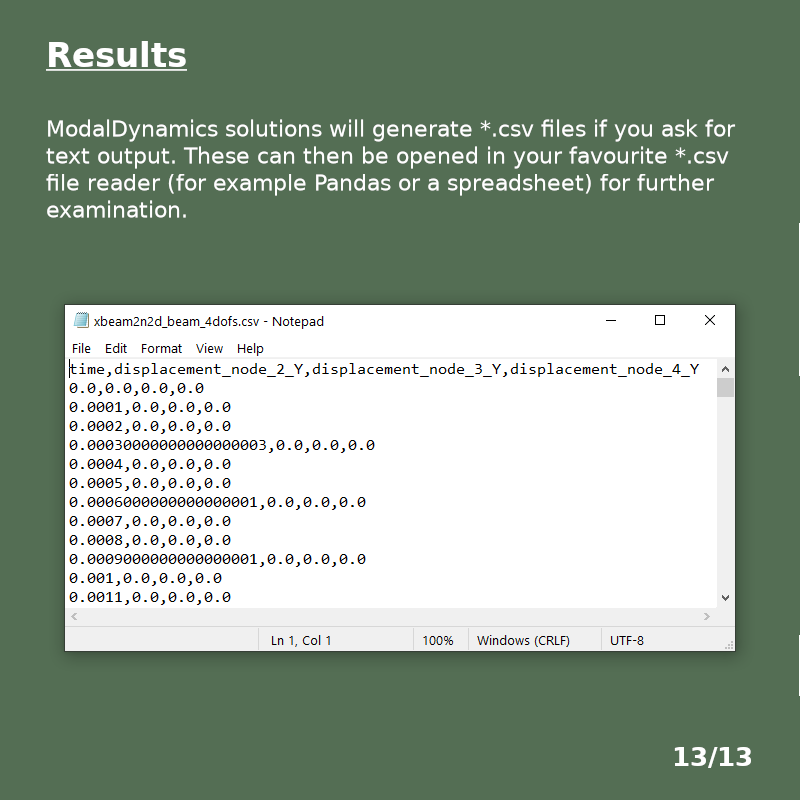 Results
ModalDynamics solutions will generate *.csv files if you ask for
text output. These can then be opened in your favourite *.csv
file reader (for example Pandas or a spreadsheet) for further
examination.
xbeam2n2d_beam_4dofs.csv - Notepad
File Edit Format View Help
time,displacement_node_2_Y,displacement_node_3_Y,displacement_node_4_Y
0.0,0.0,0.0,0.0
0.0001,0.0,0.0,0.0
0.0002,0.0,0.0,0.0
0.00030000000000000003,0.0,0.0,0.0
0.0004,0.0,0.0,0.0
0.0005,0.0,0.0,0.0
0.0006000000000000001,0.0,0.0,0.0
0.0007,0.0,0.0,0.0
0.0008,0.0,0.0,0.0
0.0009000000000000001,0.0,0.0,0.0
0.001,0.0,0.0,0.0
0.0011,0.0,0.0,0.0
Ln 1, Col 1 100% Windows (CRLF) UTF-8
13/13